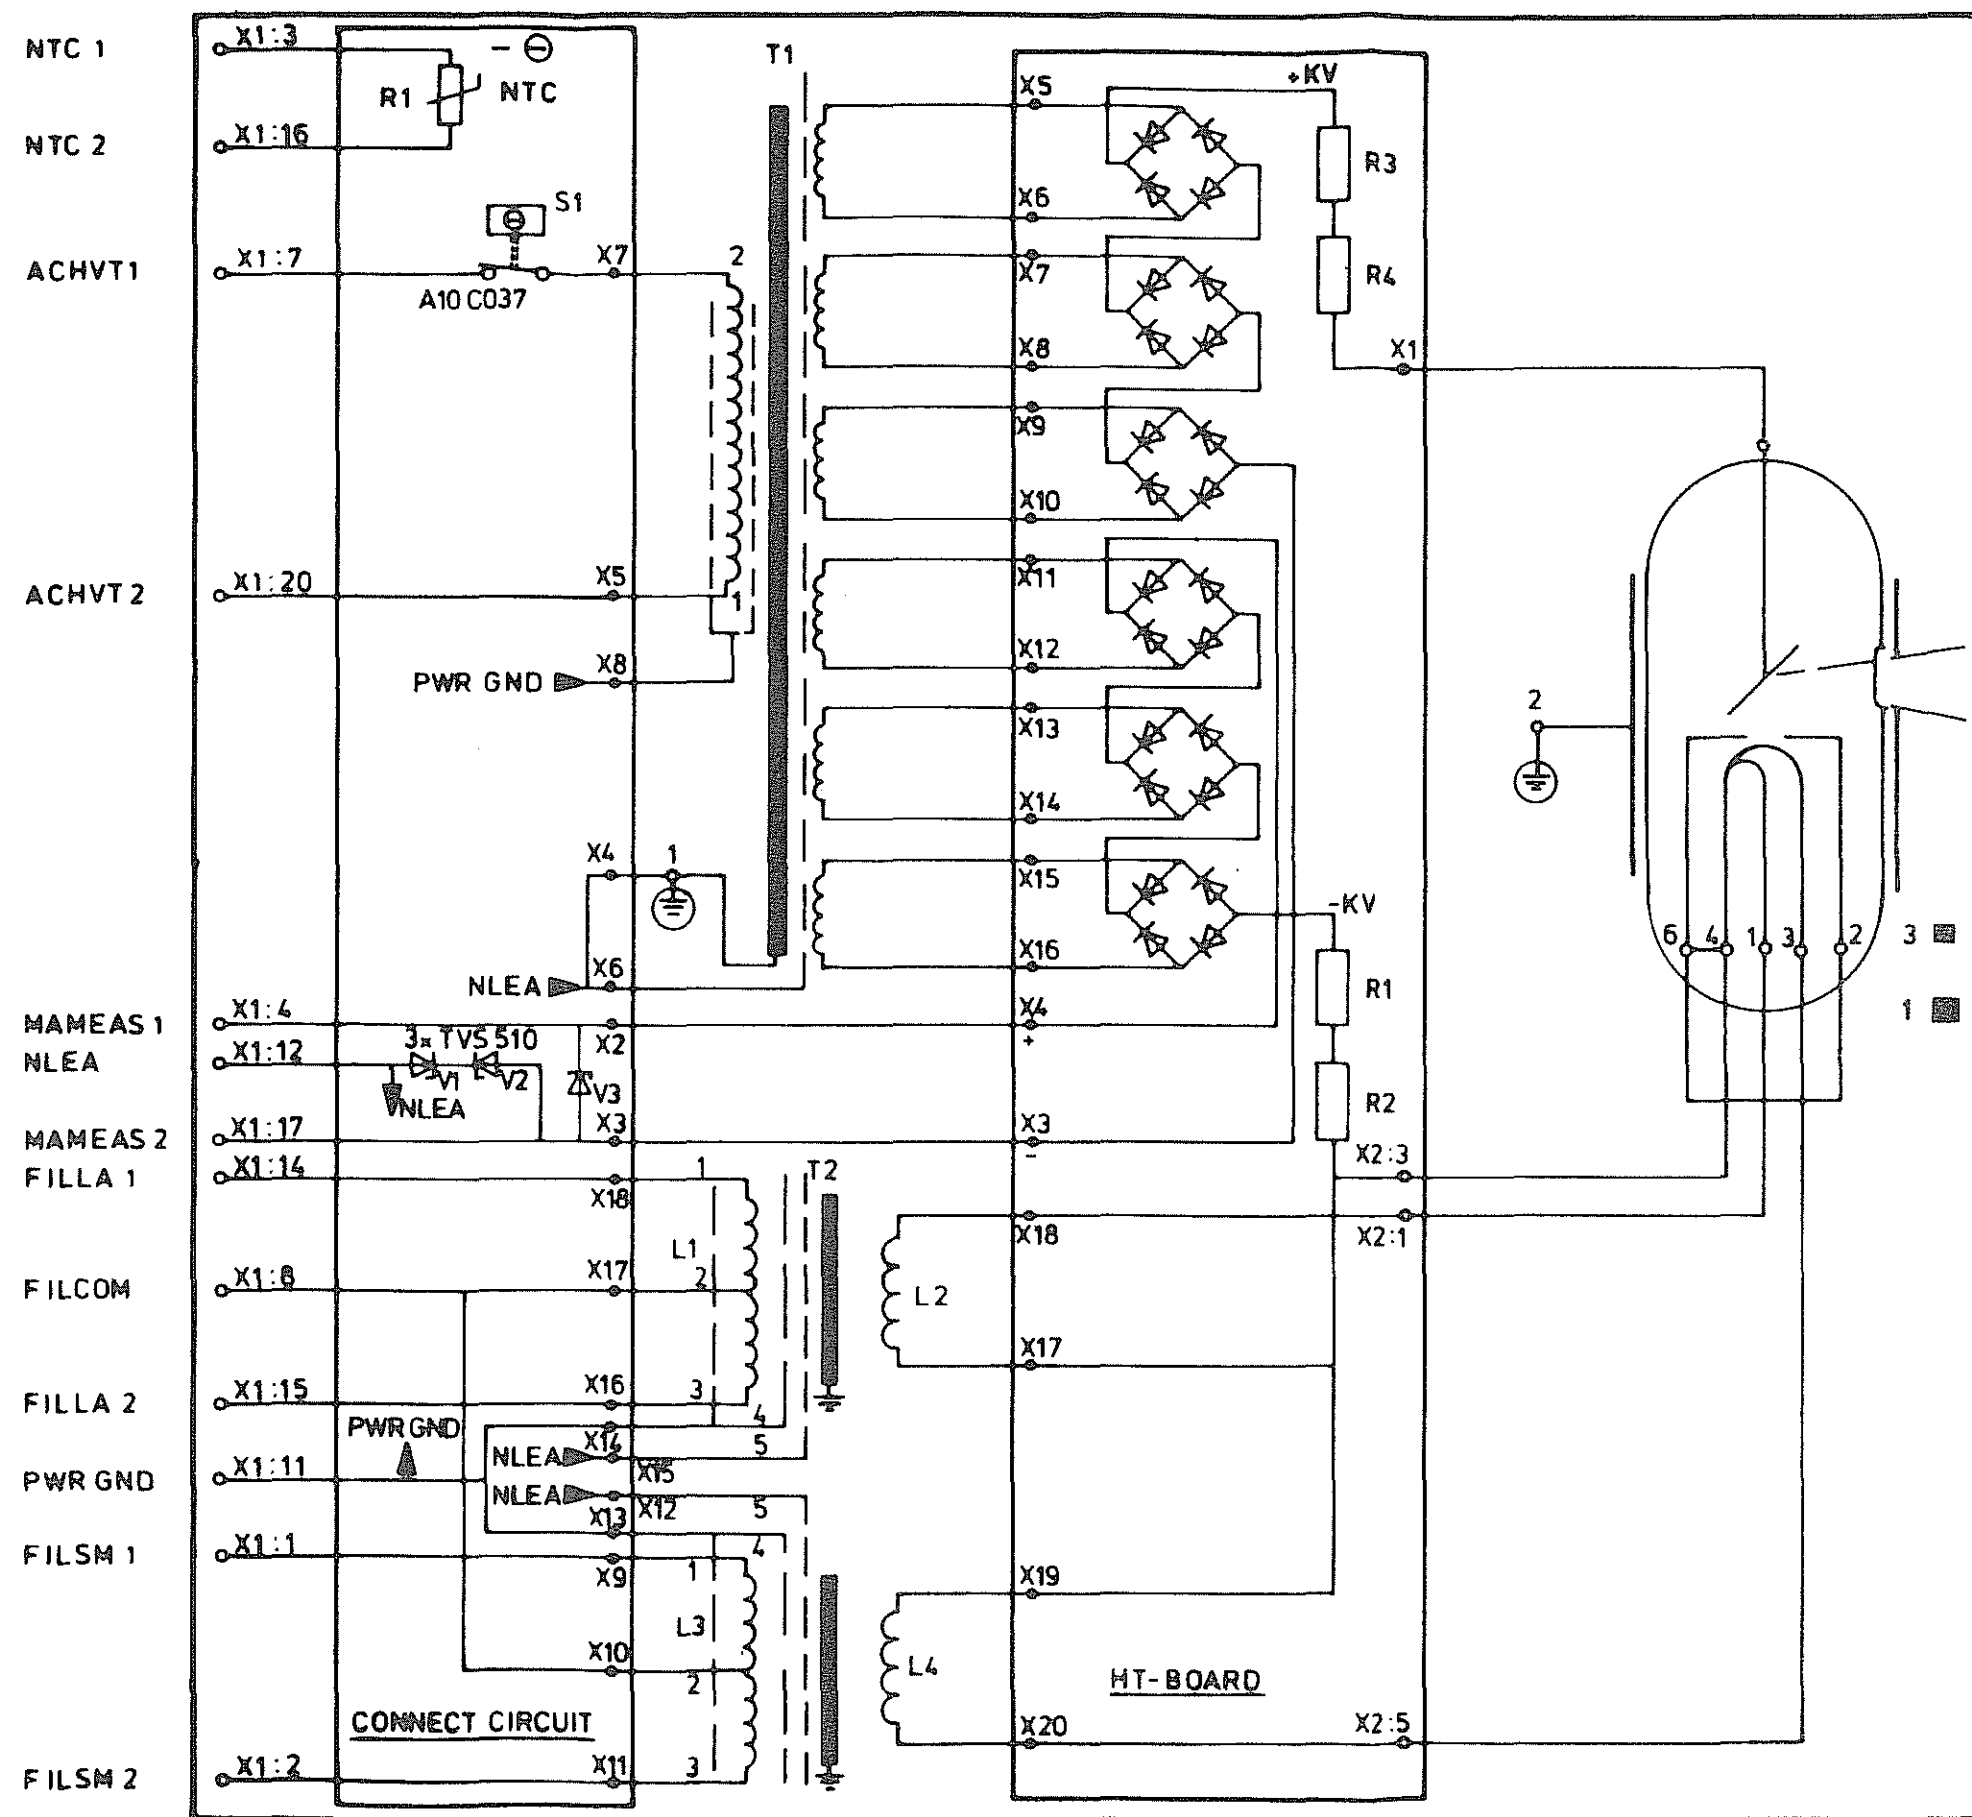 NTC 1
X1:3
R1
NTC
NTC 2
X1:16
S1
ACHVT1
X1:7
A10 C037
X7
2
T1
ACHVT 2
X1:20
X5
1
PWR GND
X8
X4
1
NLEA
X6
MAMEAS 1
X1:4
NLEA
X1:12
3x TVS 510
V1
V2
V3
X2
NLEA
MAMEAS 2
X1:17
X3
FILLA 1
X1:14
X18
1
T2
L1
FILCOM
X1:8
X17
2
FILLA 2
X1:15
X16
3
PWR GND
4
NLEA
X14
5
X15
PWR GND
X1:11
NLEA
X12
5
X13
4
FILSM 1
X1:1
X9
1
L3
X10
2
CONNECT CIRCUIT
FILSM 2
X1:2
X11
3
X5
+KV
R3
X6
X7
R4
X8
X1
X9
X10
X11
X12
X13
X14
X15
-KV
X16
R1
X4
+
R2
X3
-
X2:3
X18
X2:1
L2
X17
X19
L4
HT-BOARD
X20
X2:5
2
6
4
1
3
2
3
1